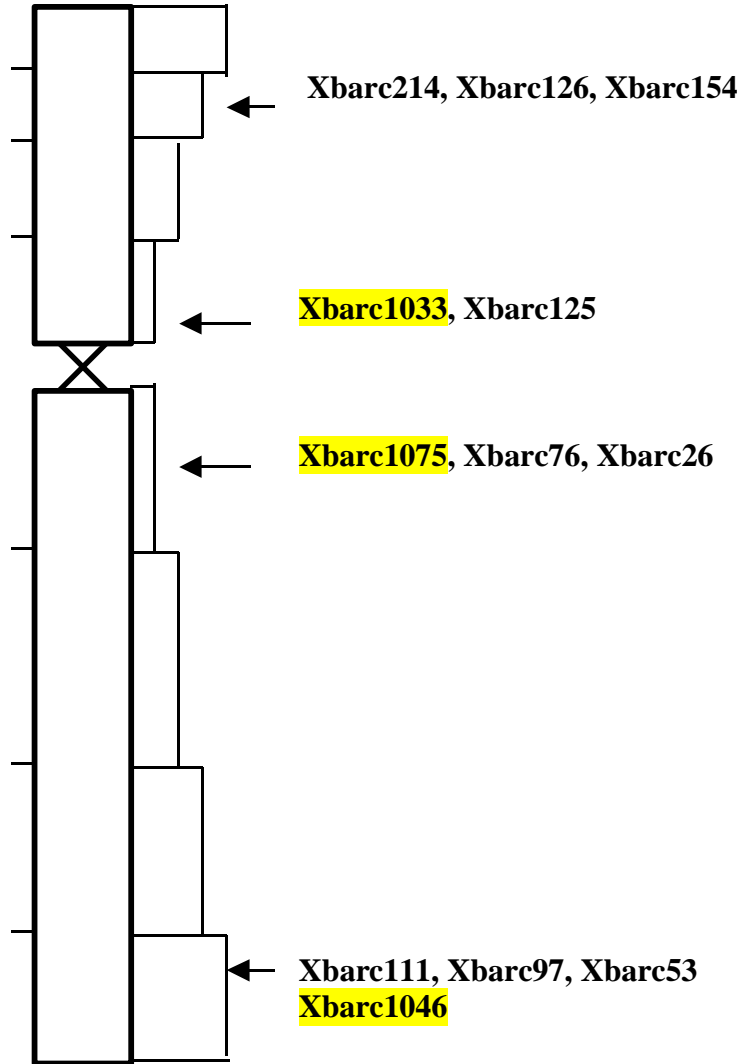 Xbarc214, Xbarc126, Xbarc154
Xbarc1033, Xbarc125
Xbarc1075, Xbarc76, Xbarc26
Xbarc111, Xbarc97, Xbarc53
Xbarc1046